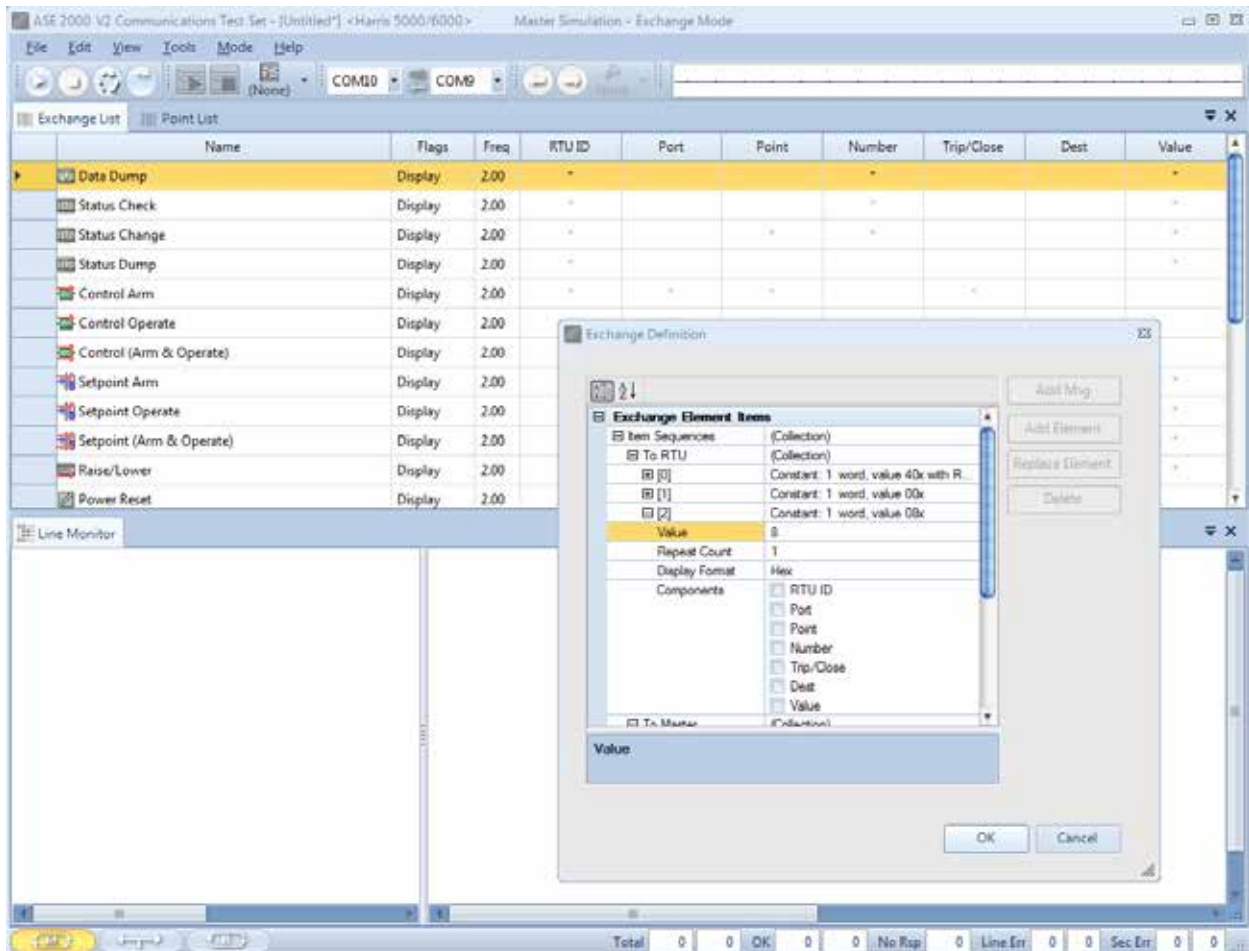 ASE 2000 V2 Communications Test Set - [Untitled*] <Harris 5000/6000> Master Simulation - Exchange Mode
File Edit View Tools Mode Help
(None) COM10 COM9
Exchange List Point List
Name Flags Freq RTU ID Port Point Number Trip/Close Dest Value
Data Dump Display 2.00 * * *
Status Check Display 2.00 * * *
Status Change Display 2.00 * * * *
Status Dump Display 2.00 * *
Control Arm Display 2.00 * * * *
Control Operate Display 2.00
Control (Arm & Operate) Display 2.00
Setpoint Arm Display 2.00 *
Setpoint Operate Display 2.00 *
Setpoint (Arm & Operate) Display 2.00 *
Raise/Lower Display 2.00 *
Power Reset Display 2.00
Line Monitor
Exchange Definition
Exchange Element Items
Item Sequences (Collection)
To RTU (Collection)
[0] Constant: 1 word, value 40x with R...
[1] Constant: 1 word, value 00x
[2] Constant: 1 word, value 08x
Value 8
Repeat Count 1
Display Format Hex
Components RTU ID
Port
Point
Number
Trip/Close
Dest
Value
To Master (Collection)
Value
Add Msg
Add Element
Replace Element
Delete
OK Cancel
Total 0 0 OK 0 0 No Rsp 0 Line Err 0 0 Sec Err 0 0